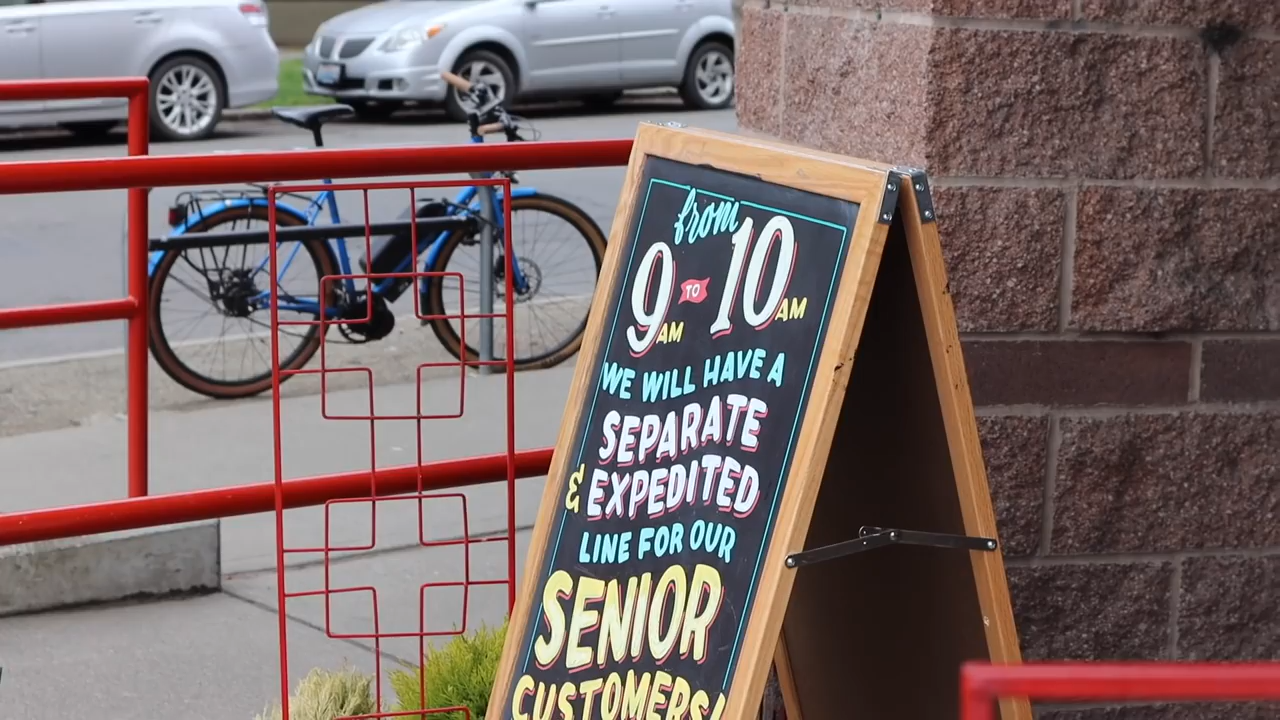 from
9AM TO 10AM
WE WILL HAVE A
SEPARATE
& EXPEDITED
LINE FOR OUR
SENIOR
CUSTOMERS!